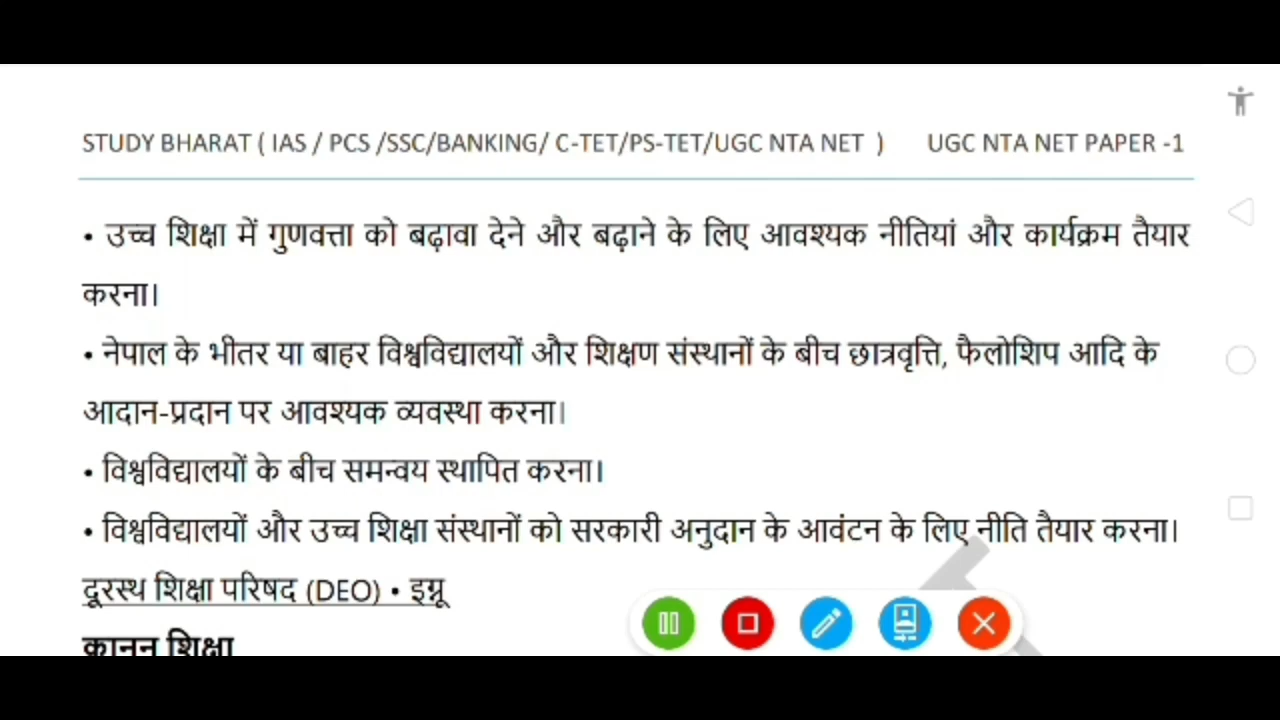 STUDY BHARAT ( IAS / PCS /SSC/BANKING/ C-TET/PS-TET/UGC NTA NET ) UGC NTA NET PAPER -1
• उच्च शिक्षा में गुणवत्ता को बढ़ावा देने और बढ़ाने के लिए आवश्यक नीतियां और कार्यक्रम तैयार
करना।
• नेपाल के भीतर या बाहर विश्वविद्यालयों और शिक्षण संस्थानों के बीच छात्रवृत्ति, फैलोशिप आदि के
आदान-प्रदान पर आवश्यक व्यवस्था करना।
• विश्वविद्यालयों के बीच समन्वय स्थापित करना।
• विश्वविद्यालयों और उच्च शिक्षा संस्थानों को सरकारी अनुदान के आवंटन के लिए नीति तैयार करना।
दूरस्थ शिक्षा परिषद (DEO) • इग्नू
कानून शिक्षा